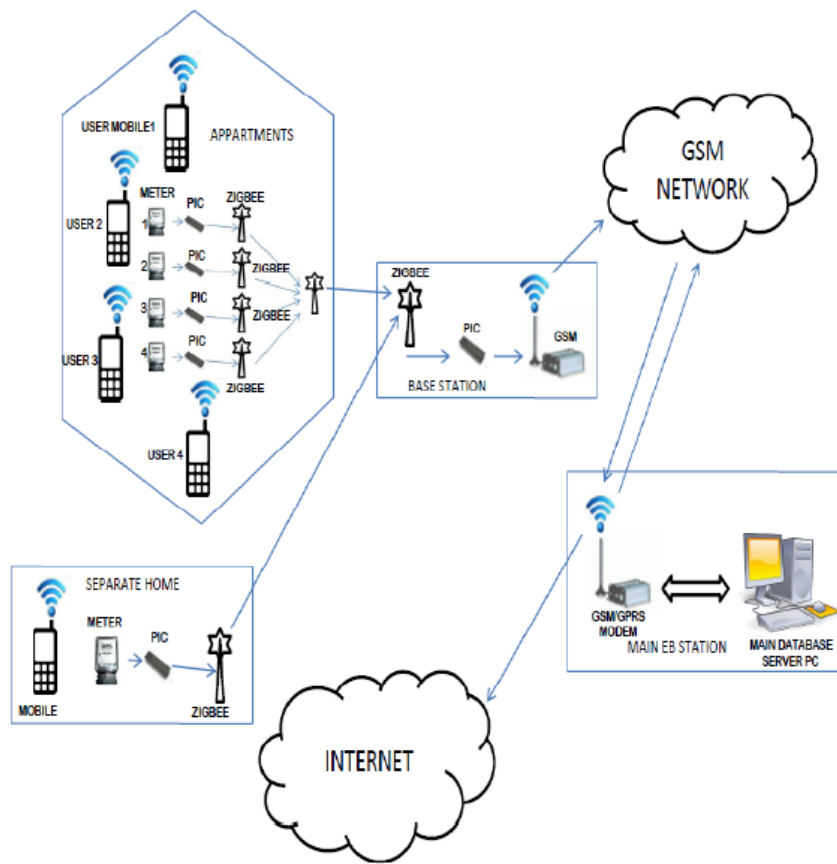 USER MOBILE1
APPARTMENTS
USER 2
METER
PIC
ZIGBEE
1
2
PIC
ZIGBEE
3
PIC
ZIGBEE
4
PIC
ZIGBEE
USER 3
USER 4
ZIGBEE
PIC
GSM
BASE STATION
GSM
NETWORK
SEPARATE HOME
METER
PIC
MOBILE
ZIGBEE
GSM/GPRS
MODEM
MAIN EB STATION
MAIN DATABASE
SERVER PC
INTERNET